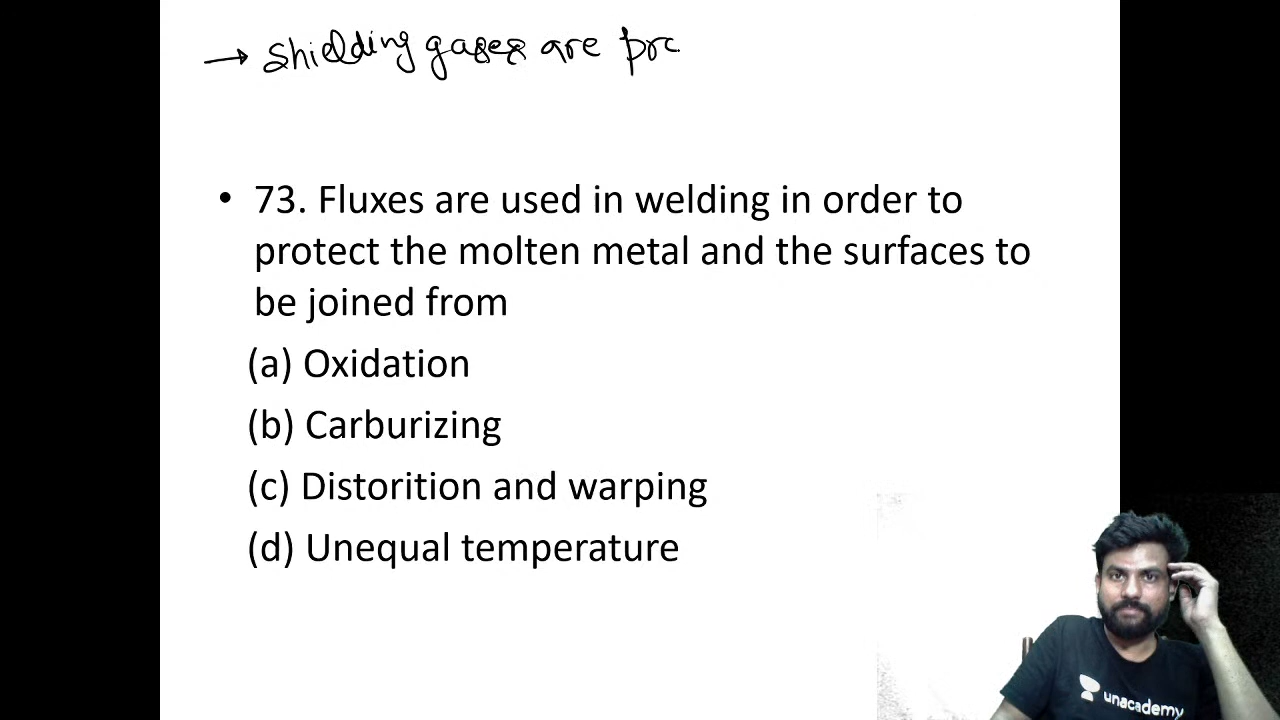 → Shielding gases are pro
• 73. Fluxes are used in welding in order to
protect the molten metal and the surfaces to
be joined from
(a) Oxidation
(b) Carburizing
(c) Distorition and warping
(d) Unequal temperature
unacademy